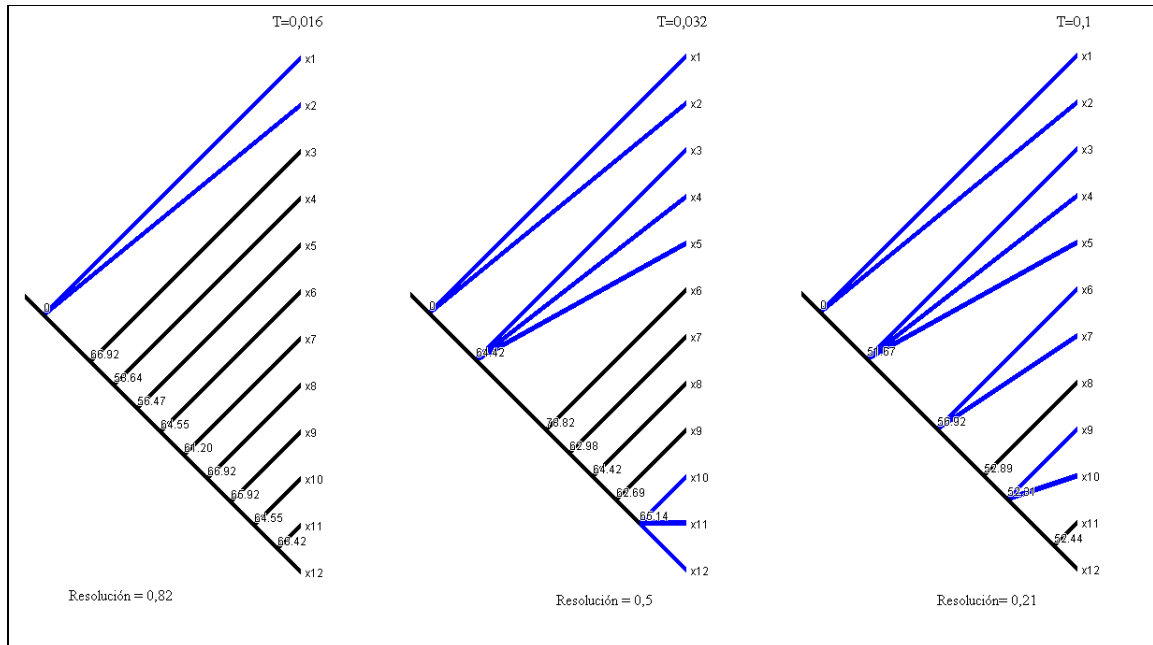 T=0,016
x1
x2
x3
x4
x5
x6
x7
x8
x9
x10
x11
x12
0
66.92
56.47
64.55
61.20
66.92
65.92
64.55
66.42
Resolución = 0,82
T=0,032
x1
x2
x3
x4
x5
x6
x7
x8
x9
x10
x11
x12
0
64.42
62.98
64.42
62.69
65.14
Resolución = 0,5
T=0,1
x1
x2
x3
x4
x5
x6
x7
x8
x9
x10
x11
x12
0
51.67
56.92
52.89
52.44
Resolución= 0,21